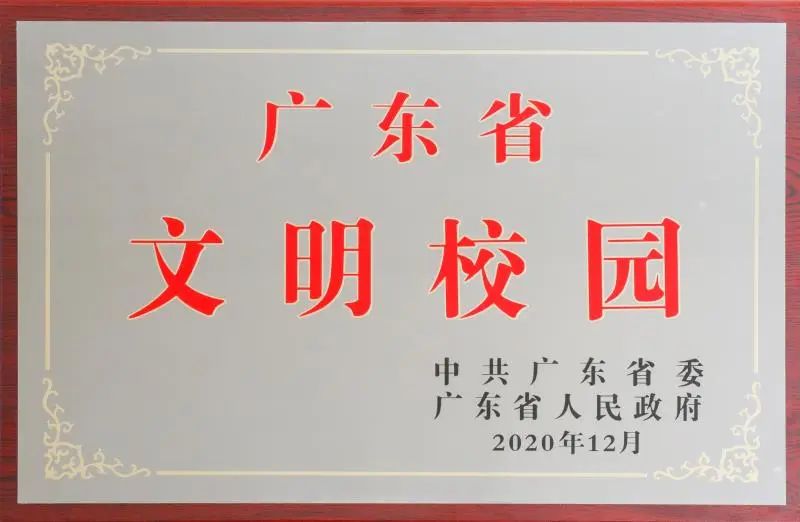 广东省
文明校园
中共广东省委
广东省人民政府
2020年12月